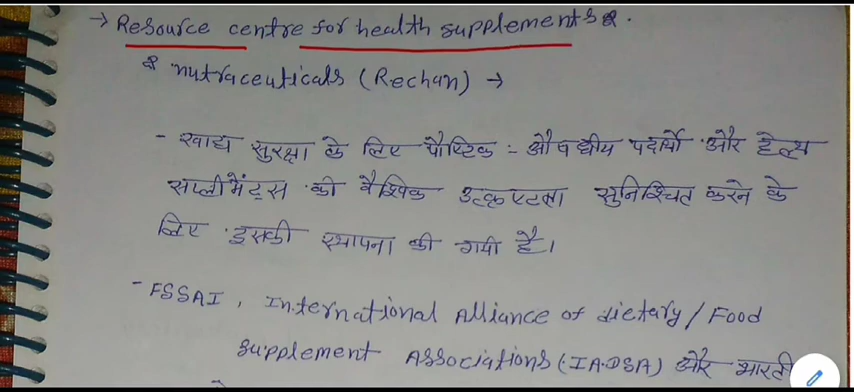 → Resource centre for health supplements &
& nutraceuticals (Rechan) →
- खाद्य सुरक्षा के लिए पौष्टिक - औषधीय पदार्थों और हेल्थ
सप्लीमेंट्स की वैश्विक उत्कृष्टता सुनिश्चित करने के
लिए इसकी स्थापना की गयी है।
- FSSAI, International Alliance of dietary/Food
supplement Associations (IADSA) और